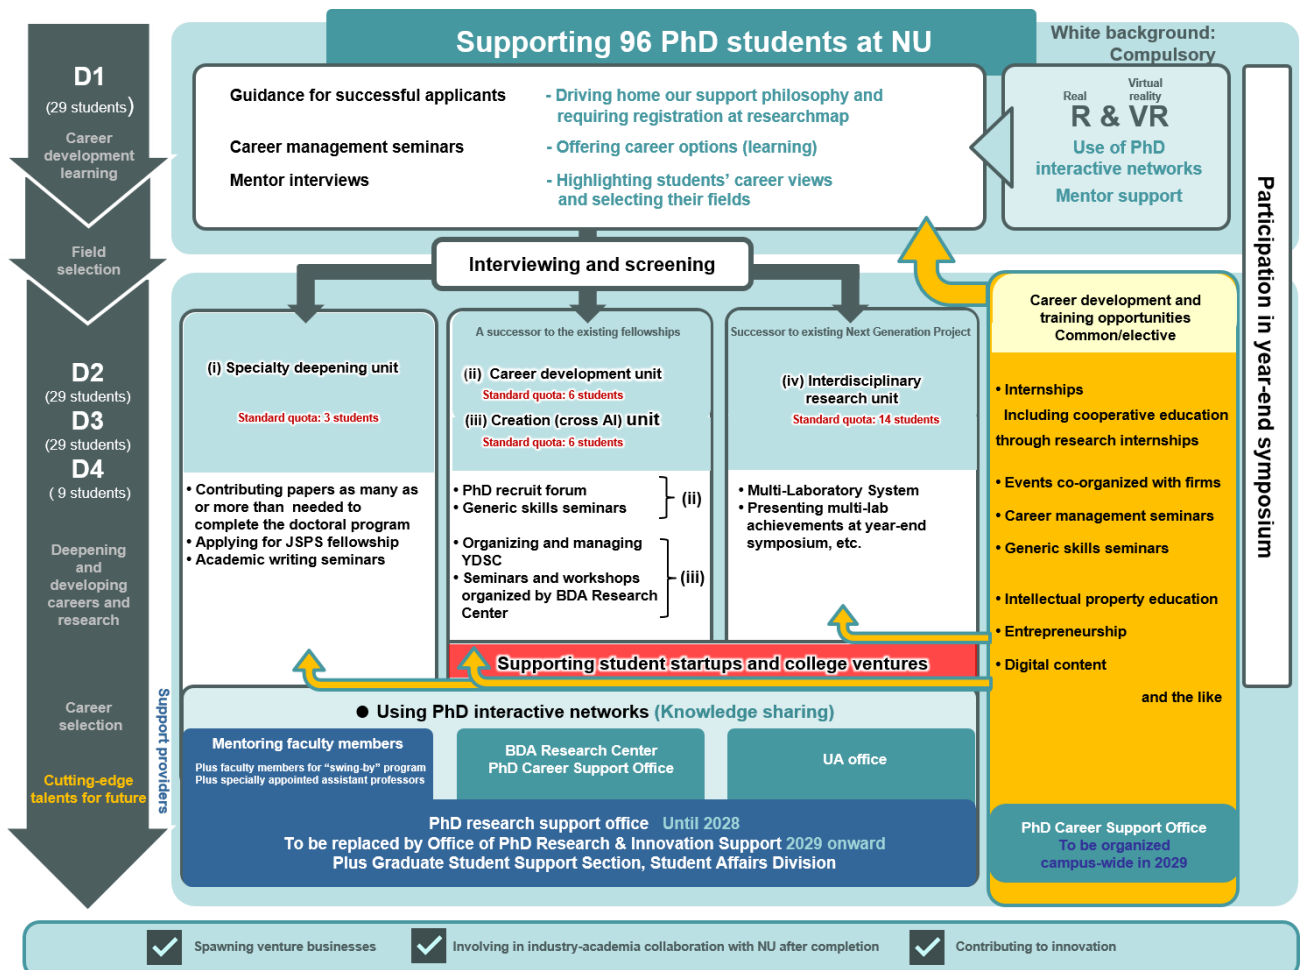 Supporting 96 PhD students at NU
White background:
Compulsory
D1
(29 students)
Career
development
learning
Field
selection
D2
(29 students)
D3
(29 students)
D4
( 9 students)
Deepening
and
developing
careers and
research
Career
selection
Cutting-edge
talents for future
Support providers
Guidance for successful applicants
- Driving home our support philosophy and
requiring registration at researchmap
Career management seminars
- Offering career options (learning)
Mentor interviews
- Highlighting students’ career views
and selecting their fields
Real
Virtual
reality
R & VR
Use of PhD
interactive networks
Mentor support
Participation in year-end symposium
Interviewing and screening
(i) Specialty deepening unit
Standard quota: 3 students
• Contributing papers as many as
or more than needed to
complete the doctoral program
• Applying for JSPS fellowship
• Academic writing seminars
A successor to the existing fellowships
(ii) Career development unit
Standard quota: 6 students
(iii) Creation (cross AI) unit
Standard quota: 6 students
• PhD recruit forum
• Generic skills seminars
(ii)
• Organizing and managing
YDSC
• Seminars and workshops
organized by BDA Research
Center
(iii)
Successor to existing Next Generation Project
(iv) Interdisciplinary
research unit
Standard quota: 14 students
• Multi-Laboratory System
• Presenting multi-lab
achievements at year-end
symposium, etc.
Supporting student startups and college ventures
Career development and
training opportunities
Common/elective
• Internships
Including cooperative education
through research internships
• Events co-organized with firms
• Career management seminars
• Generic skills seminars
• Intellectual property education
• Entrepreneurship
• Digital content
and the like
PhD Career Support Office
To be organized
campus-wide in 2029
● Using PhD interactive networks (Knowledge sharing)
Mentoring faculty members
Plus faculty members for “swing-by” program
Plus specially appointed assistant professors
BDA Research Center
PhD Career Support Office
UA office
PhD research support office Until 2028
To be replaced by Office of PhD Research & Innovation Support 2029 onward
Plus Graduate Student Support Section, Student Affairs Division
Spawning venture businesses
Involving in industry-academia collaboration with NU after completion
Contributing to innovation